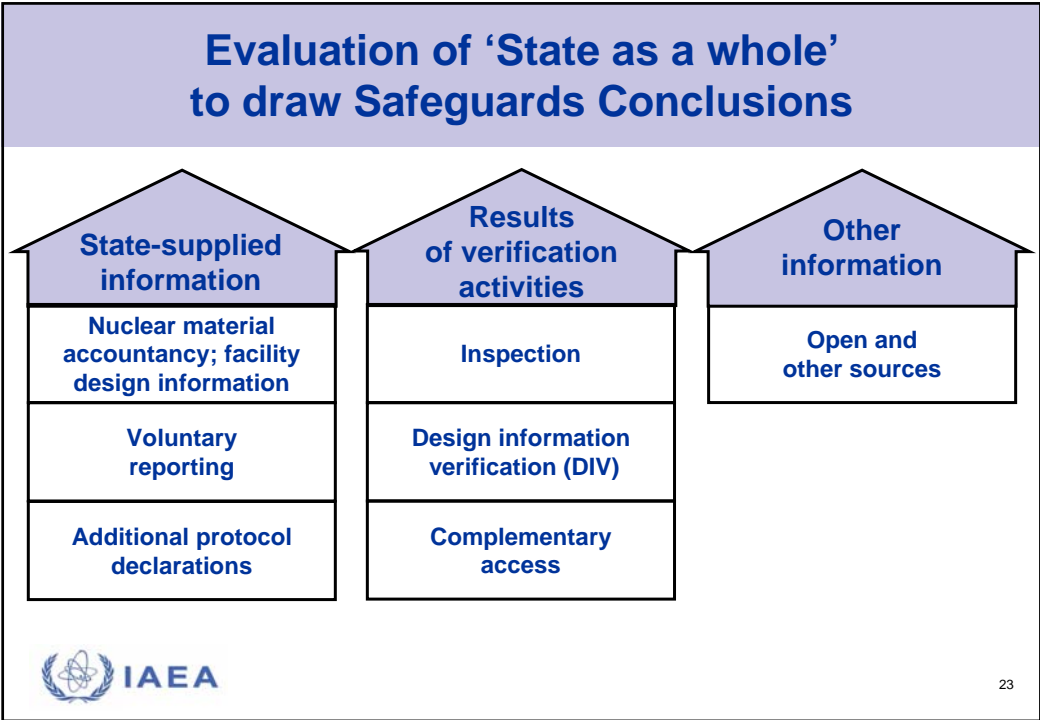 Evaluation of ‘State as a whole’
to draw Safeguards Conclusions
State-supplied
information
Nuclear material
accountancy; facility
design information
Voluntary
reporting
Additional protocol
declarations
Results
of verification
activities
Inspection
Design information
verification (DIV)
Complementary
access
Other
information
Open and
other sources
IAEA
23